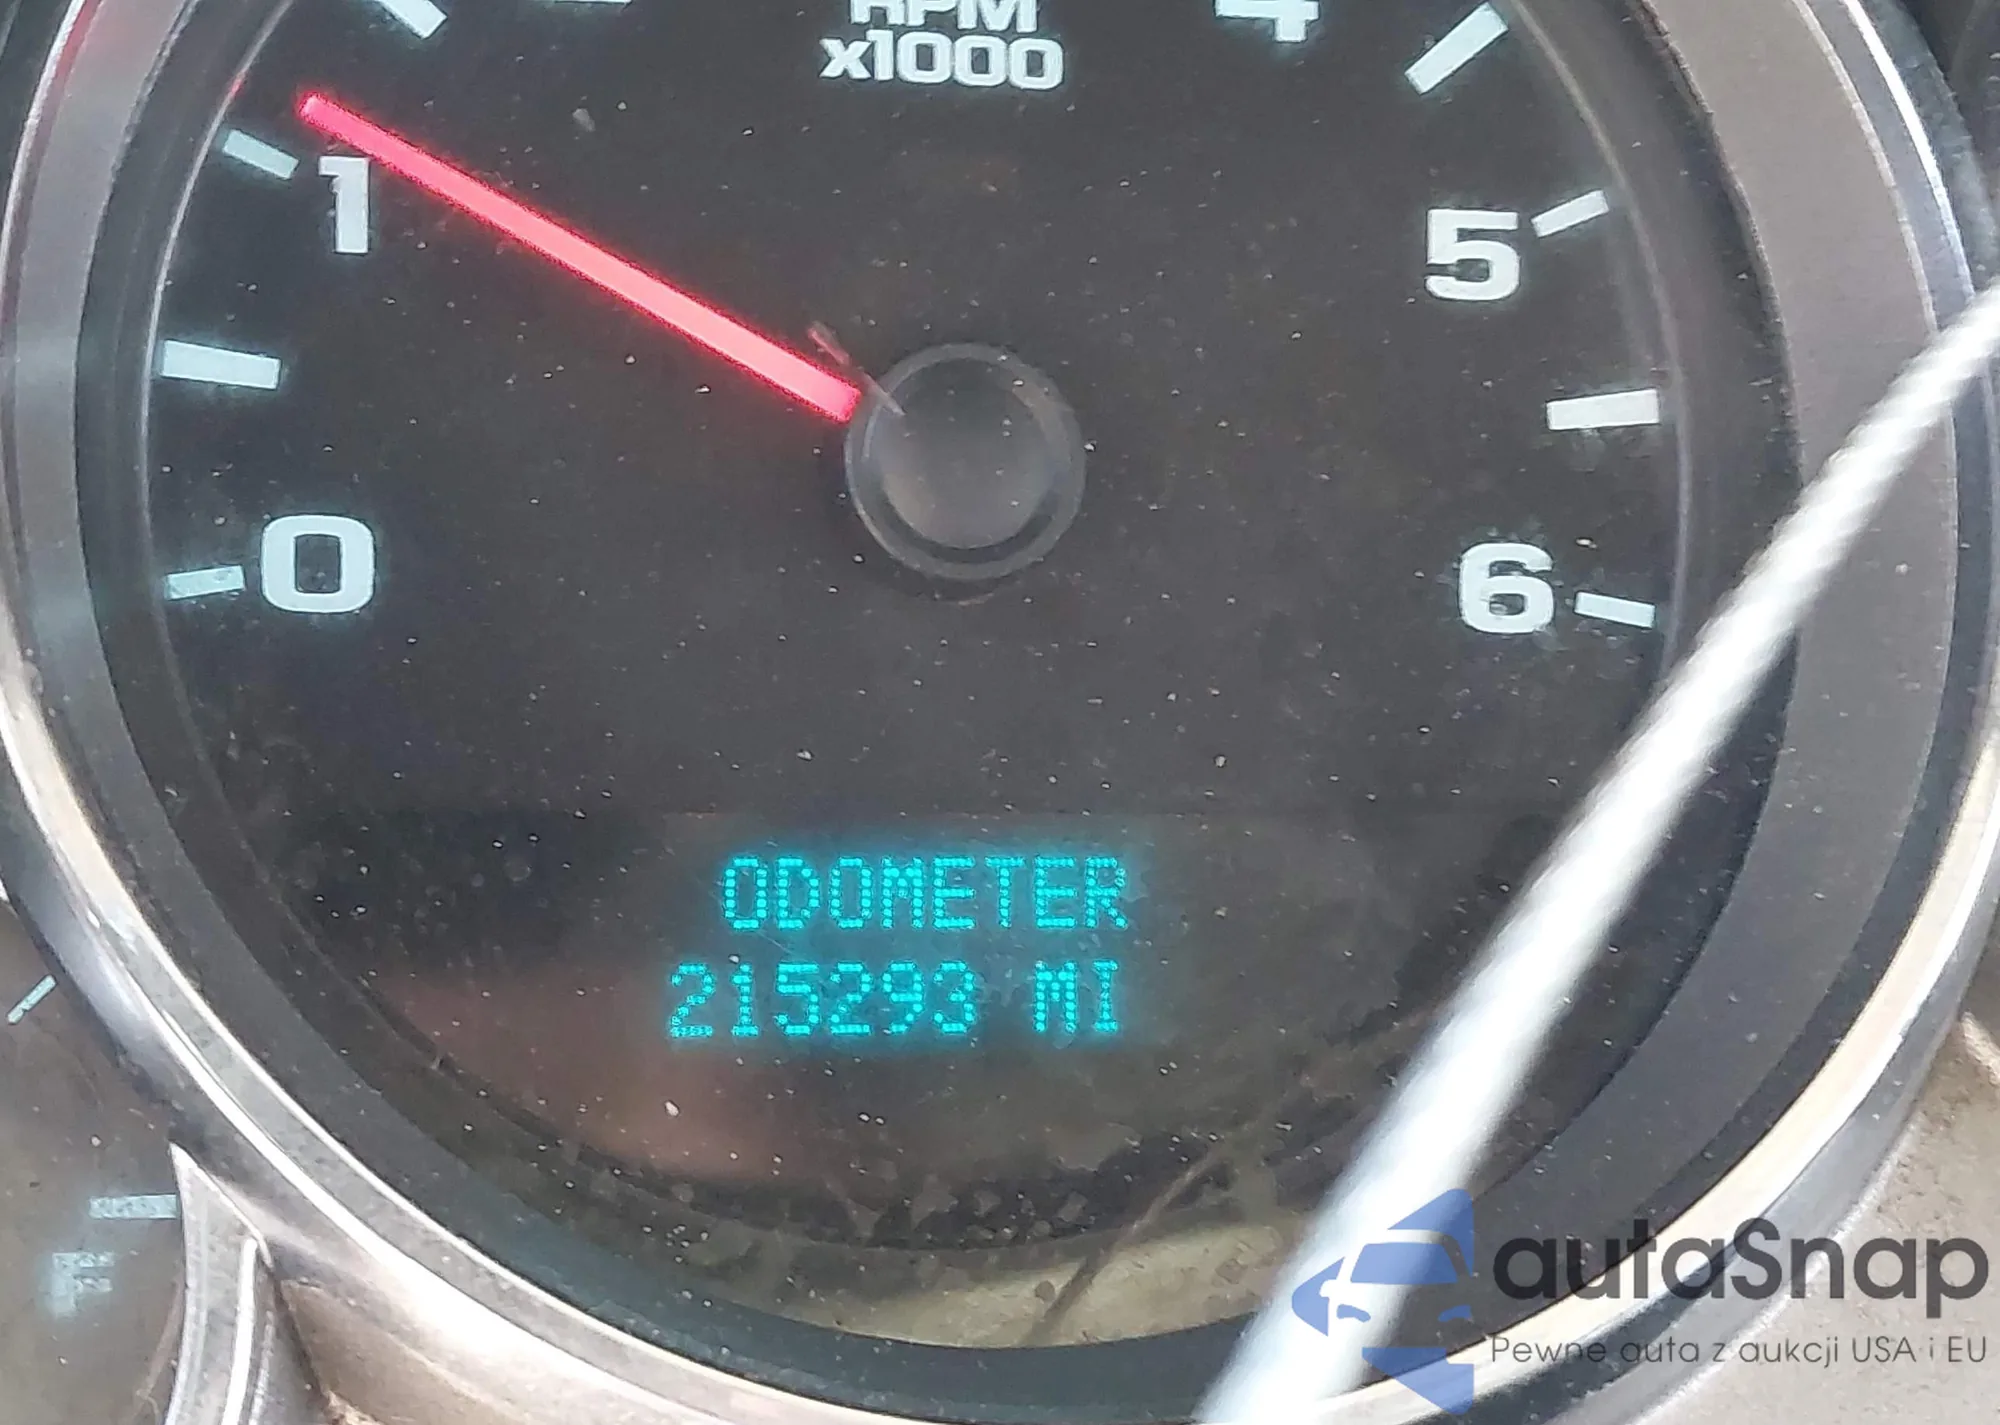 RPM
x1000
4
1
5
0
6
ODOMETER
215293 MI
autaSnap
Pewne auta z aukcji USA i EU